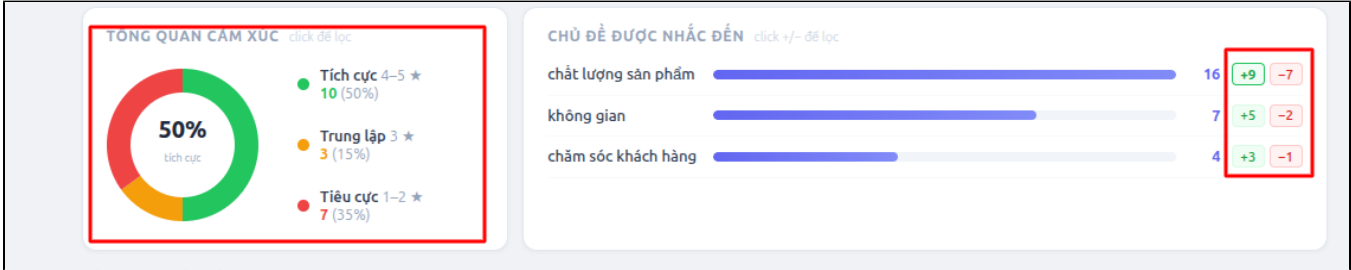 TỔNG QUAN CẢM XÚC click để lọc
50%
tích cực
Tích cực 4–5 ★
10 (50%)
Trung lập 3 ★
3 (15%)
Tiêu cực 1–2 ★
7 (35%)
CHỦ ĐỀ ĐƯỢC NHẮC ĐẾN click +/– để lọc
chất lượng sản phẩm 16 +9 −7
không gian 7 +5 −2
chăm sóc khách hàng 4 +3 −1